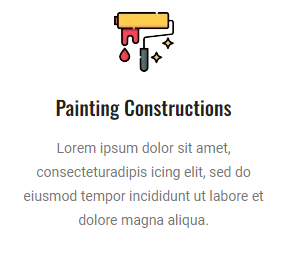 Painting Constructions
Lorem ipsum dolor sit amet,
consecteturadipis icing elit, sed do
eiusmod tempor incididunt ut labore et
dolore magna aliqua.